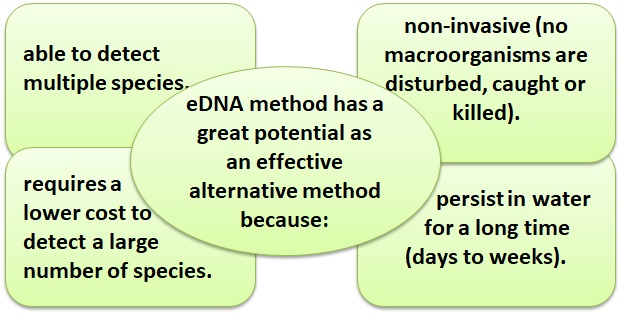 able to detect
multiple species.
non-invasive (no
macroorganisms are
disturbed, caught or
killed).
eDNA method has a
great potential as
an effective
alternative method
because:
requires a
lower cost to
detect a large
number of species.
persist in water
for a long time
(days to weeks).